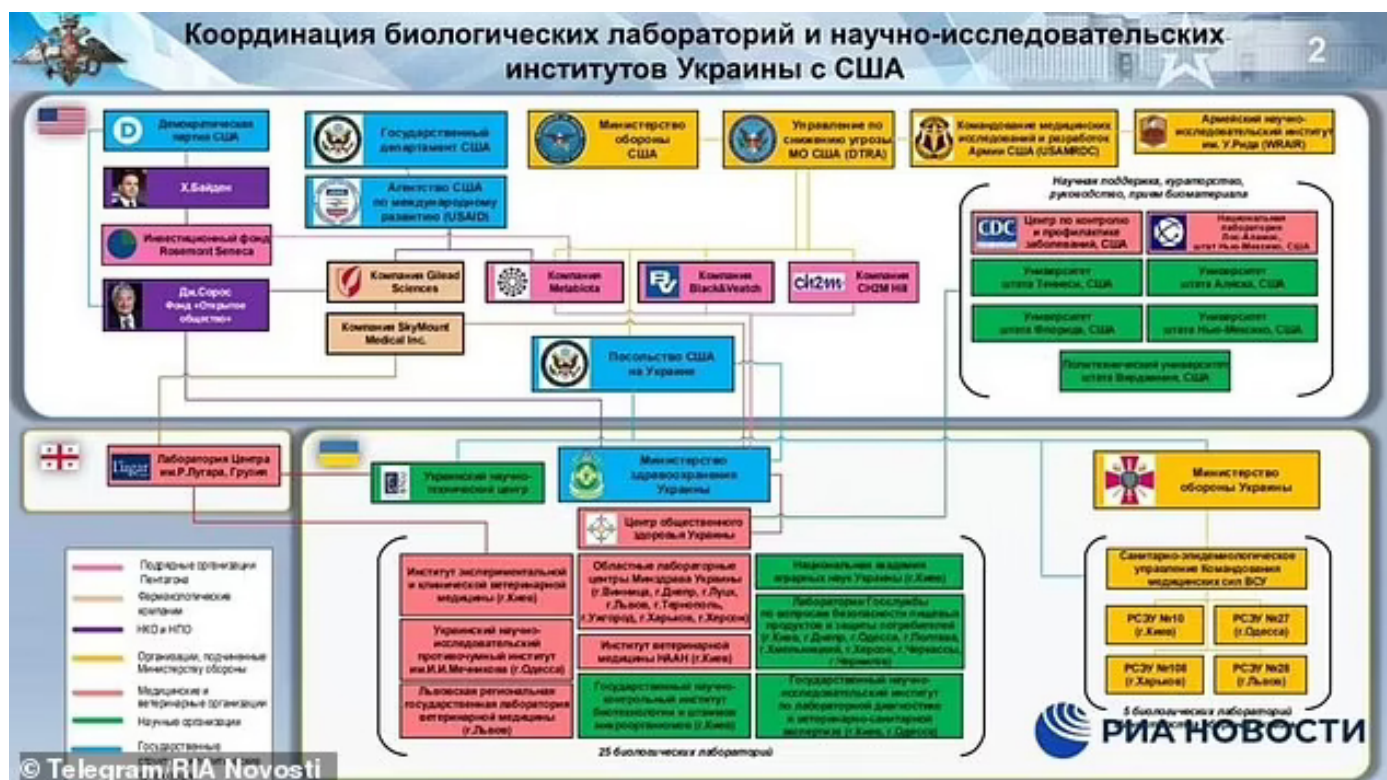 Координация биологических лабораторий и научно-исследовательских
институтов Украины с США
2
D
Демократическая
партия США
Государственный
департамент США
Министерство
обороны
США
Управление по
снижению угрозы
МО США (DTRA)
Командование медицинских
исследований и разработок
Армии США (USAMRDC)
Армейский научно-
исследовательский институт
им. У.Рида (WRAIR)
Х.Байден
Агентство США
по международному
развитию (USAID)
Научная поддержка, кураторство,
руководство, прием биоматериала
Инвестиционный фонд
Rosemont Seneca
CDC
Центр по контролю
и профилактике
заболеваний, США
Национальная
лаборатория
Лос-Аламос,
штат Нью-Мексико, США
Компания Gilead
Sciences
Компания
Metabiota
BV
Компания
Black&Veatch
ch2m
Компания
CH2M Hill
Университет
штата Теннеси, США
Университет
штата Аляска, США
Дж.Сорос
Фонд «Открытое
общество»
Компания SkyMount
Medical Inc.
Университет
штата Флорида, США
Университет
штата Нью-Мексико, США
Посольство США
на Украине
Политехнический университет
штата Вирджиния, США
Лаборатория Центра
им.Р.Лугара, Грузия
Украинский научно-
технический центр
Министерство
здравоохранения
Украины
Министерство
обороны Украины
Центр общественного
здоровья Украины
Институт экспериментальной
и клинической ветеринарной
медицины (г.Киев)
Областные лабораторные
центры Минздрава Украины
(г.Винница, г.Днепр, г.Луцк,
г.Львов, г.Тернополь,
г.Ужгород, г.Харьков, г.Херсон)
Национальная академия
аграрных наук Украины (г.Киев)
Санитарно-эпидемиологическое
управление Командования
медицинских сил ВСУ
Лаборатории Госслужбы
по вопросам безопасности пищевых
продуктов и защиты потребителей
(г.Киев, г.Днепр, г.Одесса, г.Полтава,
г.Хмельницкий, г.Херсон, г.Черкассы,
г.Чернигов)
Украинский научно-
исследовательский
противочумный институт
им.И.И.Мечникова (г.Одесса)
Институт ветеринарной
медицины НААН (г.Киев)
РСЭУ №10
(г.Киев)
РСЭУ №27
(г.Одесса)
РСЭУ №108
(г.Харьков)
РСЭУ №28
(г.Львов)
Львовская региональная
государственная лаборатория
ветеринарной медицины
(г.Львов)
Государственный научно-
контрольный институт
биотехнологии и штаммов
микроорганизмов (г.Киев)
Государственный научно-
исследовательский институт
по лабораторной диагностике
и ветеринарно-санитарной
экспертизе (г.Киев, г.Одесса)
25 биологических лабораторий
5 биологических лабораторий
Подрядные организации
Пентагона
Фармакологические
компании
НКО и НПО
Организации, подчиненные
Министерству обороны
Медицинские и
ветеринарные организации
Научные организации
Государственные
РИА НОВОСТИ
© Telegram/RIA Novosti